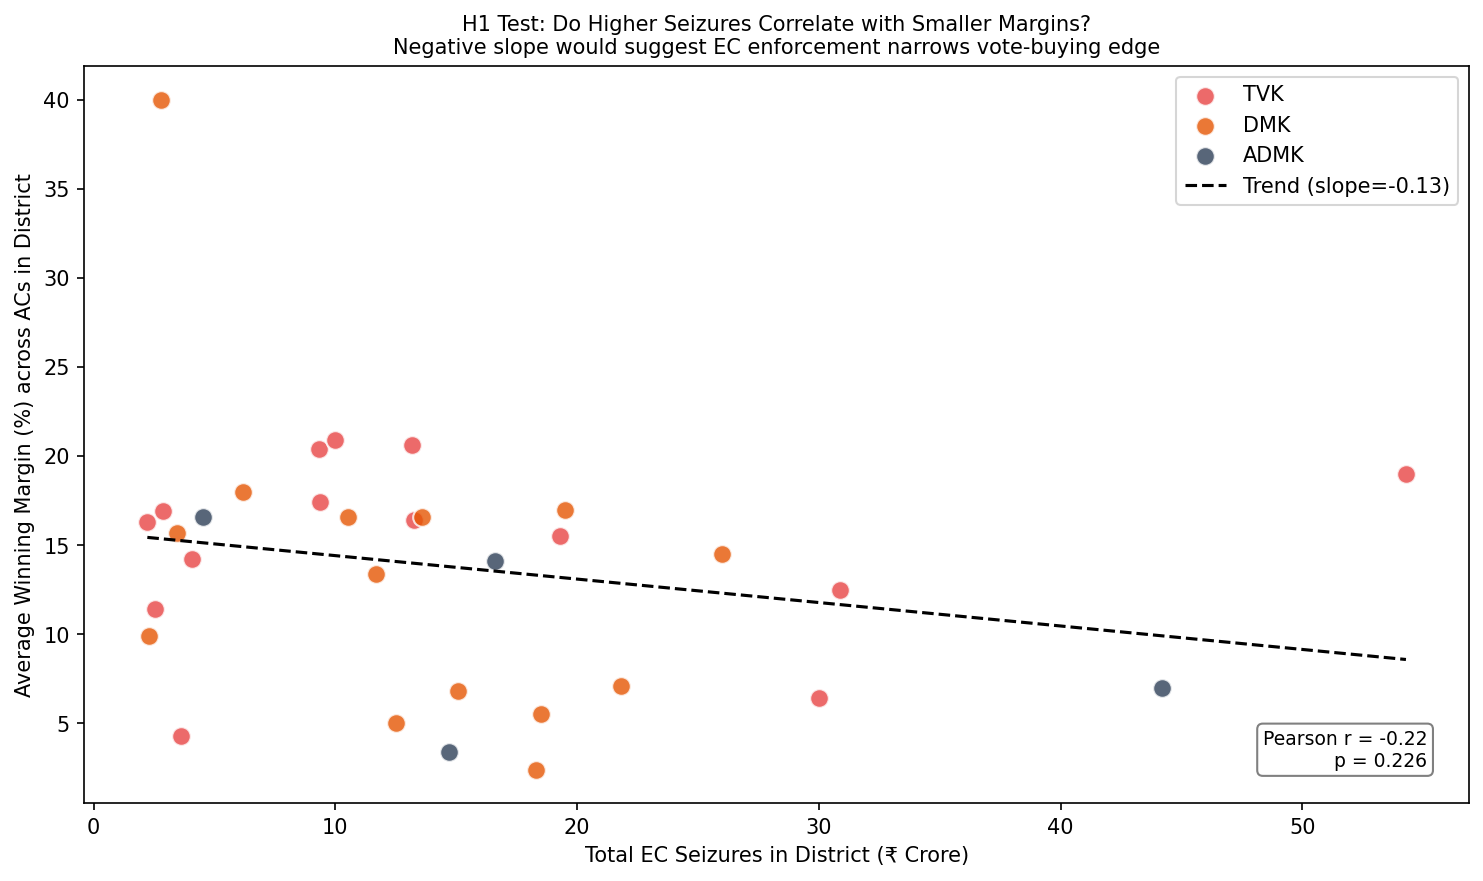 H1 Test: Do Higher Seizures Correlate with Smaller Margins?
Negative slope would suggest EC enforcement narrows vote-buying edge
Average Winning Margin (%) across ACs in District
40
35
30
25
20
15
10
5
TVK
DMK
ADMK
Trend (slope=-0.13)
Pearson r = -0.22
p = 0.226
0
10
20
30
40
50
Total EC Seizures in District (₹ Crore)